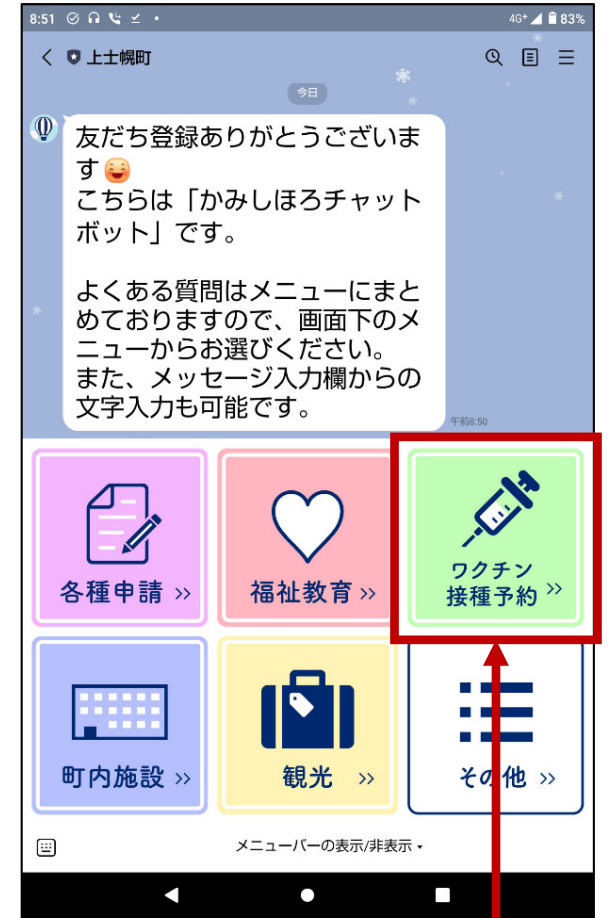 8:51
4G+ 83%
上士幌町
今日
友だち登録ありがとうございま
す
こちらは「かみしほろチャット
ボット」です。
よくある質問はメニューにまと
めておりますので、画面下のメ
ニューからお選びください。
また、メッセージ入力欄からの
文字入力も可能です。
午前8:50
各種申請 »
福祉教育 »
ワクチン
接種予約 »
町内施設 »
観光 »
その他 »
メニューバーの表示/非表示